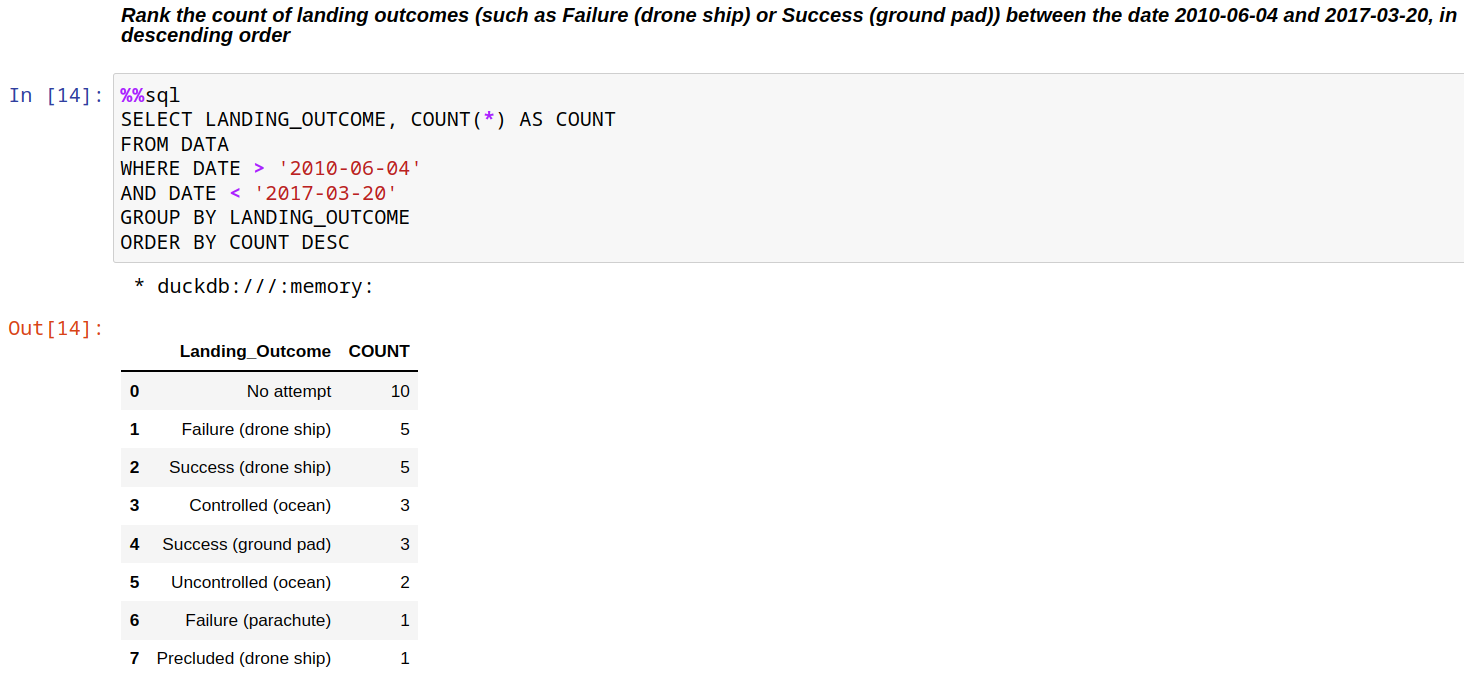 Rank the count of landing outcomes (such as Failure (drone ship) or Success (ground pad)) between the date 2010-06-04 and 2017-03-20, in
descending order
In [14]: %%sql
SELECT LANDING_OUTCOME, COUNT(*) AS COUNT
FROM DATA
WHERE DATE > '2010-06-04'
AND DATE < '2017-03-20'
GROUP BY LANDING_OUTCOME
ORDER BY COUNT DESC
* duckdb:///:memory:
Out[14]:
Landing_Outcome COUNT
0 No attempt 10
1 Failure (drone ship) 5
2 Success (drone ship) 5
3 Controlled (ocean) 3
4 Success (ground pad) 3
5 Uncontrolled (ocean) 2
6 Failure (parachute) 1
7 Precluded (drone ship) 1